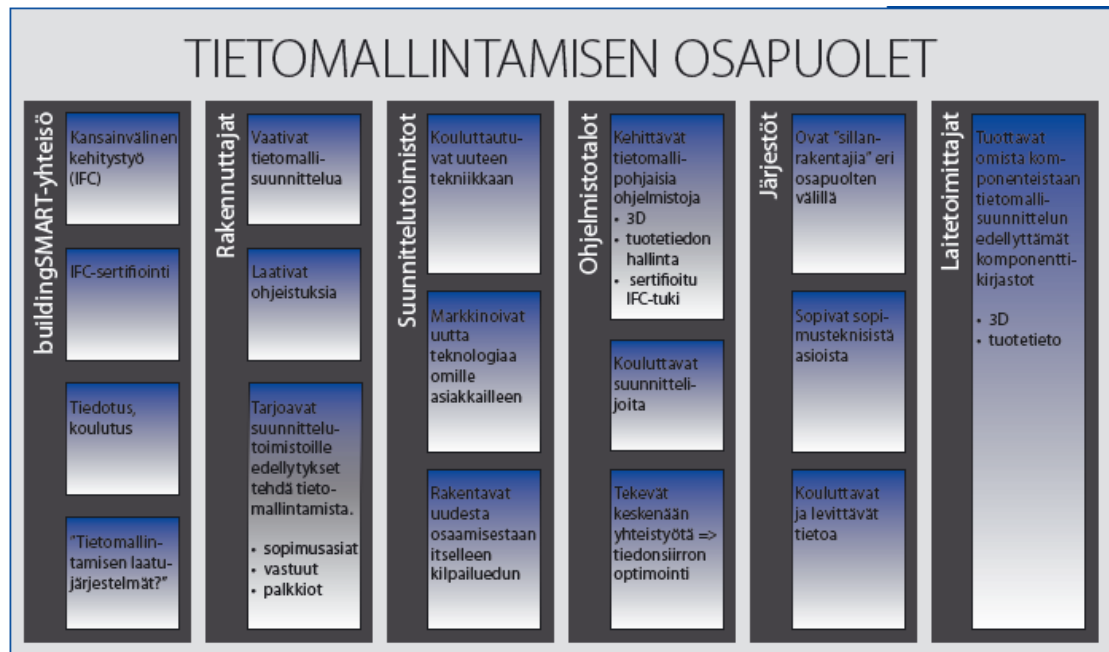 TIETOMALLINTAMISEN OSAPUOLET
buildingSMART-yhteisö
Kansainvälinen
kehitystyö
(IFC)
IFC-sertifiointi
Tiedotus,
koulutus
"Tietomallin-
tamisen laatu-
järjestelmät?"
Rakennuttajat
Vaativat
tietomalli-
suunnittelua
Laativat
ohjeistuksia
Tarjoavat
suunnittelu-
toimistoille
edellytykset
tehdä tieto-
mallintamista.
• sopimusasiat
• vastuut
• palkkiot
Suunnittelutoimistot
Kouluttautu-
vat uuteen
tekniikkaan
Markkinoivat
uutta
teknologiaa
omille
asiakkailleen
Rakentavat
uudesta
osaamisestaan
itselleen
kilpailuedun
Ohjelmistotalot
Kehittävät
tietomalli-
pohjaisia
ohjelmistoja
• 3D
• tuotetiedon
hallinta
• sertifioitu
IFC-tuki
Kouluttavat
suunnitteli-
joita
Tekevät
keskenään
yhteistyötä =>
tiedonsiirron
optimointi
Järjestöt
Ovat "sillan-
rakentajia" eri
osapuolten
välillä
Sopivat sopi-
musteknisistä
asioista
Kouluttavat
ja levittävät
tietoa
Laitetoimittajat
Tuottavat
omista kom-
ponenteistaan
tietomalli-
suunnittelun
edellyttämät
komponentti-
kirjastot
• 3D
• tuotetieto